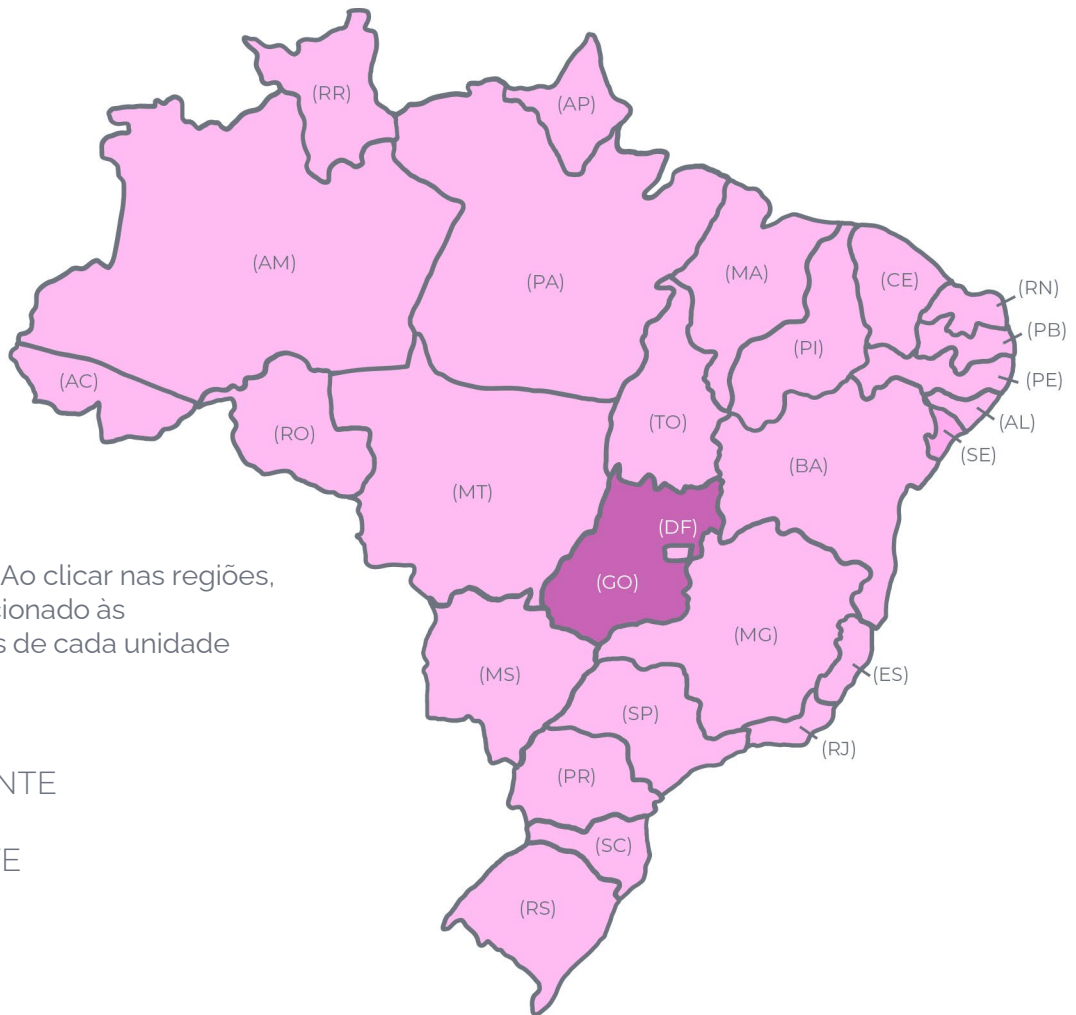 (RR)
(AP)
(AM)
(PA)
(MA)
(CE)
(RN)
(PB)
(PI)
(PE)
(AC)
(TO)
(AL)
(RO)
(SE)
(BA)
(MT)
(DF)
Ao clicar nas regiões,
cionado às
s de cada unidade
(GO)
(MG)
(MS)
(ES)
(SP)
(RJ)
(PR)
NTE
(SC)
E
(RS)